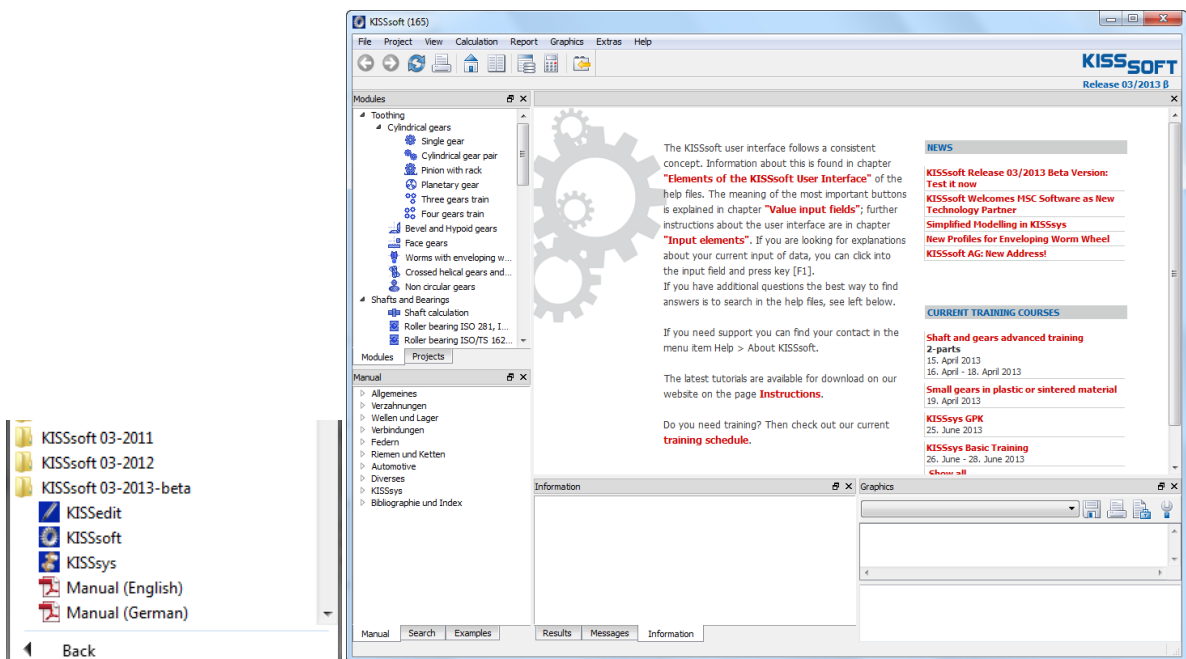 KISSsoft 03-2011
KISSsoft 03-2012
KISSsoft 03-2013-beta
KISSedit
KISSsoft
KISSsys
Manual (English)
Manual (German)
Back
KISSsoft (165)
File Project View Calculation Report Graphics Extras Help
KISSSOFT
Release 03/2013 β
Modules
Toothing
Cylindrical gears
Single gear
Cylindrical gear pair
Pinion with rack
Planetary gear
Three gears train
Four gears train
Bevel and Hypoid gears
Face gears
Worms with enveloping w...
Crossed helical gears and...
Non circular gears
Shafts and Bearings
Shaft calculation
Roller bearing ISO 281, I...
Roller bearing ISO/TS 162...
Modules Projects
Manual
Allgemeines
Verzahnungen
Wellen und Lager
Verbindungen
Federn
Riemen und Ketten
Automotive
Diverses
KISSsys
Bibliographie und Index
Manual Search Examples
The KISSsoft user interface follows a consistent
concept. Information about this is found in chapter
"Elements of the KISSsoft User Interface" of the
help files. The meaning of the most important buttons
is explained in chapter "Value input fields"; further
instructions about the user interface are in chapter
"Input elements". If you are looking for explanations
about your current input of data, you can click into
the input field and press key [F1].
If you have additional questions the best way to find
answers is to search in the help files, see left below.
If you need support you can find your contact in the
menu item Help > About KISSsoft.
The latest tutorials are available for download on our
website on the page Instructions.
Do you need training? Then check out our current
training schedule.
NEWS
KISSsoft Release 03/2013 Beta Version:
Test it now
KISSsoft Welcomes MSC Software as New
Technology Partner
Simplified Modelling in KISSsys
New Profiles for Enveloping Worm Wheel
KISSsoft AG: New Address!
CURRENT TRAINING COURSES
Shaft and gears advanced training
2-parts
15. April 2013
16. April - 18. April 2013
Small gears in plastic or sintered material
19. April 2013
KISSsys GPK
25. June 2013
KISSsys Basic Training
26. June - 28. June 2013
Show all
Information
Results Messages Information
Graphics